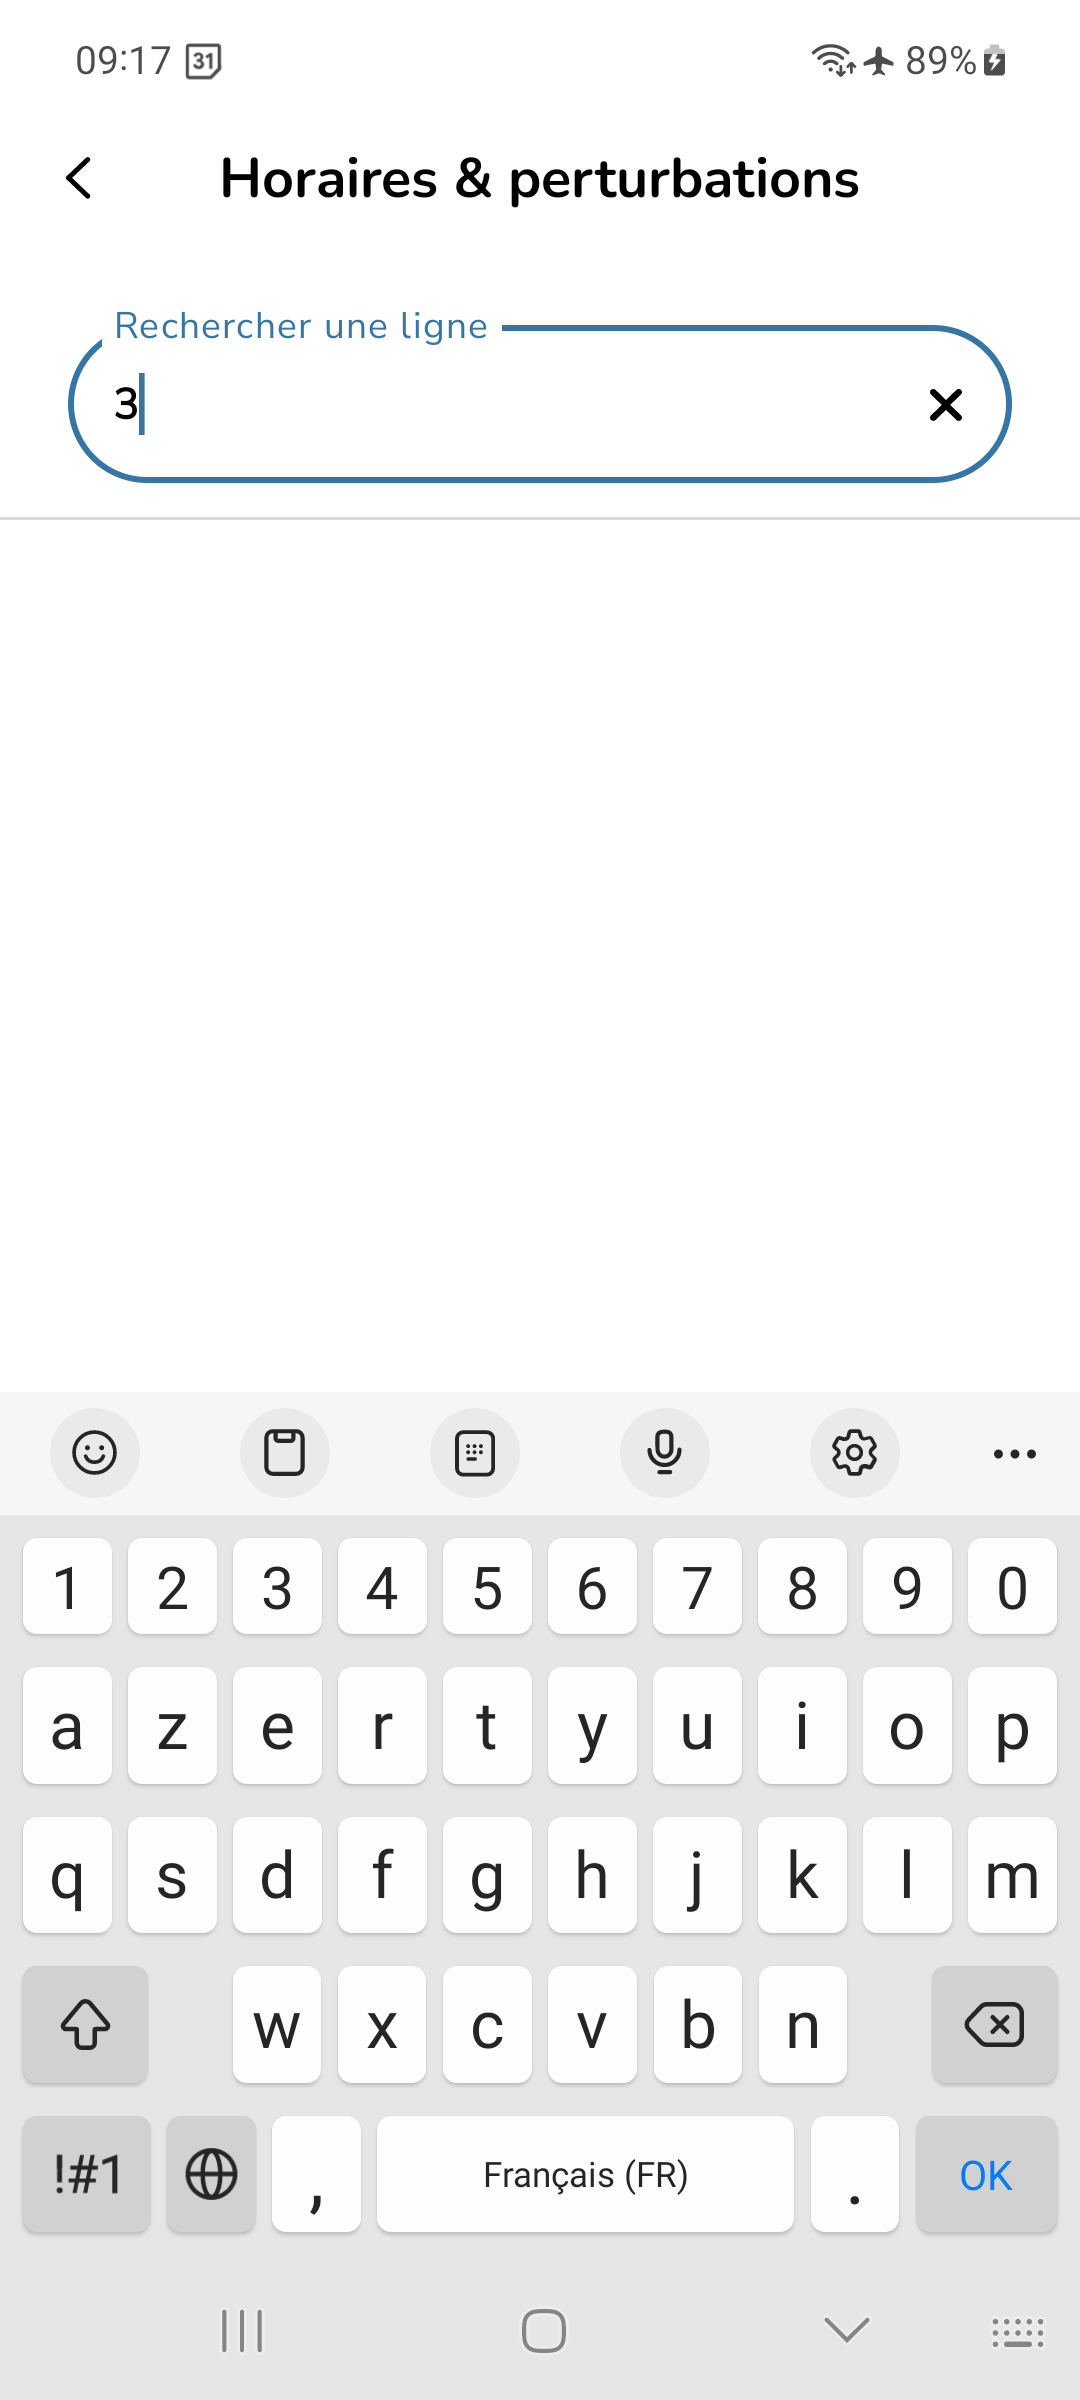 09:17 31 89%
Horaires & perturbations
Rechercher une ligne
3
1 2 3 4 5 6 7 8 9 0
a z e r t y u i o p
q s d f g h j k l m
w x c v b n
!#1 , Français (FR) . OK